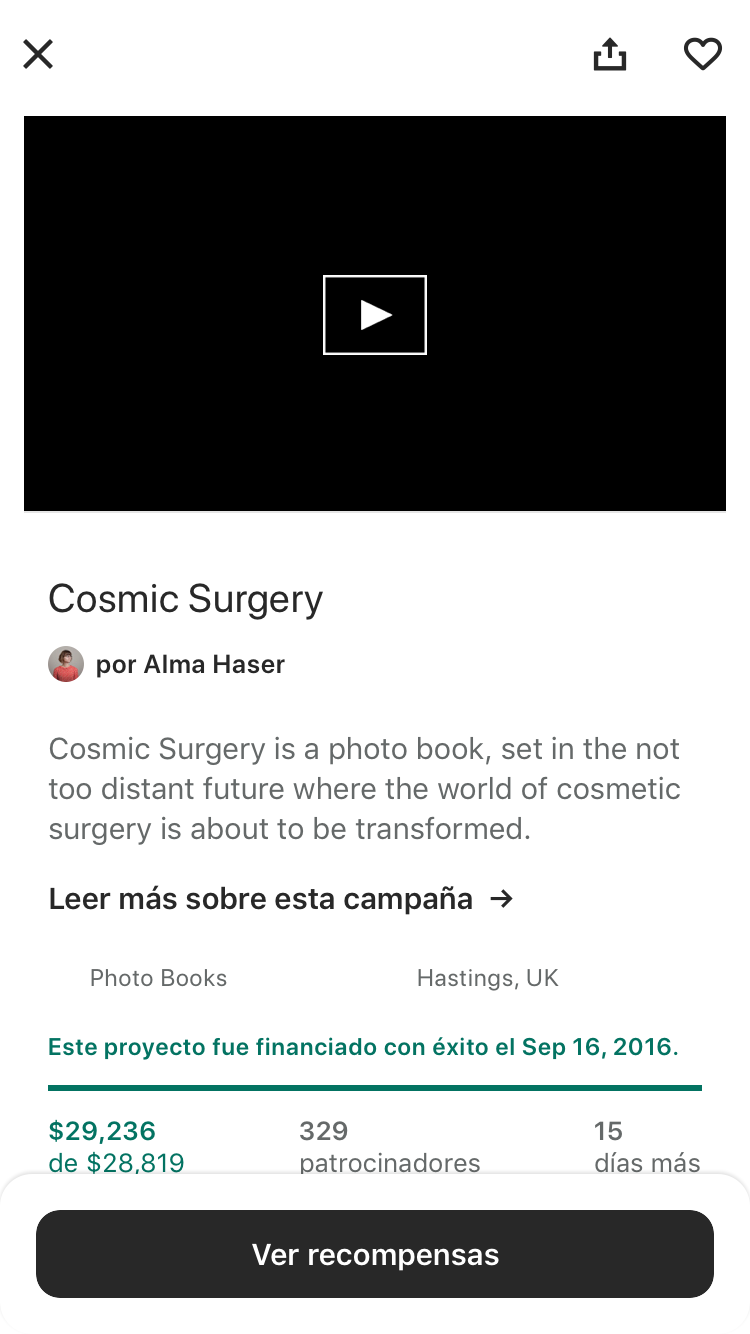 Cosmic Surgery
por Alma Haser
Cosmic Surgery is a photo book, set in the not
too distant future where the world of cosmetic
surgery is about to be transformed.
Leer más sobre esta campaña →
Photo Books
Hastings, UK
Este proyecto fue financiado con éxito el Sep 16, 2016.
$29,236
de $28,819
329
patrocinadores
15
días más
Ver recompensas